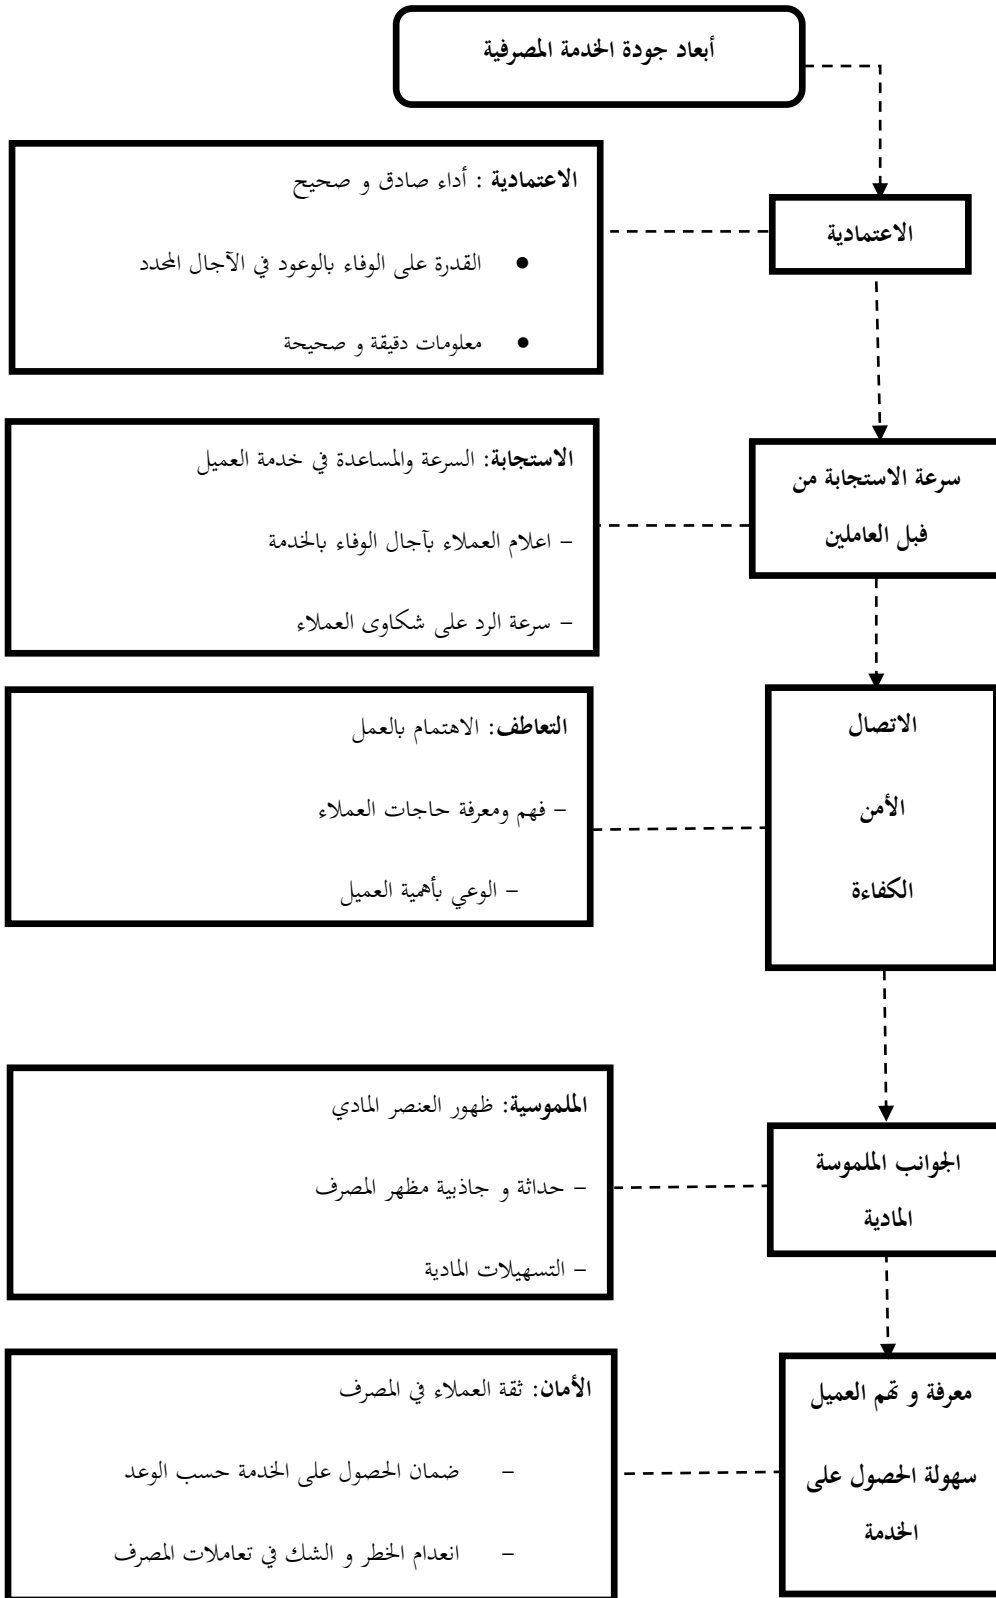 أبعاد جودة الخدمة المصرفية
الاعتمادية
الاعتمادية : أداء صادق و صحيح
● القدرة على الوفاء بالوعود في الآجال المحدد
● معلومات دقيقة و صحيحة
سرعة الاستجابة من
فبل العاملين
الاستجابة: السرعة والمساعدة في خدمة العميل
– اعلام العملاء بآجال الوفاء بالخدمة
– سرعة الرد على شكاوى العملاء
الاتصال
الأمن
الكفاءة
التعاطف: الاهتمام بالعمل
– فهم ومعرفة حاجات العملاء
– الوعي بأهمية العميل
الجوانب الملموسة
المادية
الملموسية: ظهور العنصر المادي
– حداثة و جاذبية مظهر المصرف
– التسهيلات المادية
معرفة و تهم العميل
سهولة الحصول على
الخدمة
الأمان: ثقة العملاء في المصرف
– ضمان الحصول على الخدمة حسب الوعد
– انعدام الخطر و الشك في تعاملات المصرف